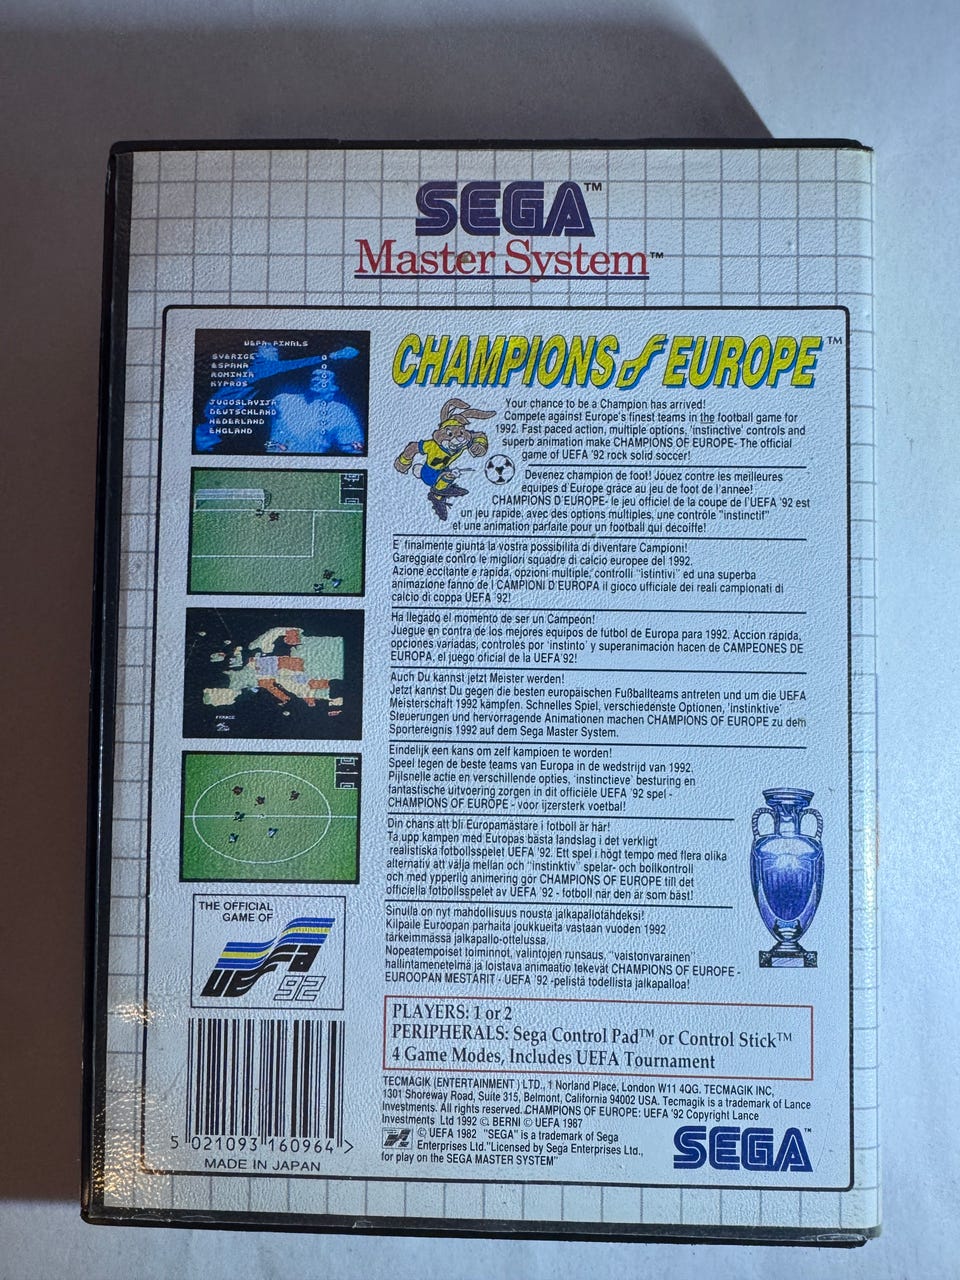 SEGA™
Master System™
UEFA-FINALS
SVERIGE 0
ESPANA 0
ROMINIA 0
KYPROS 0
JUGOSLAVIJA 0
DEUTSCHLAND 0
NEDERLAND 0
ENGLAND 0
FRANCE
CHAMPIONS of EUROPE™
Your chance to be a Champion has arrived!
Compete against Europe's finest teams in the football game for
1992. Fast paced action, multiple options, 'instinctive' controls and
superb animation make CHAMPIONS OF EUROPE- The official
game of UEFA '92 rock solid soccer!
Devenez champion de foot! Jouez contre les meilleures
equipes d'Europe grace au jeu de foot de l'annee!
CHAMPIONS D'EUROPE- le jeu officiel de la coupe de l'UEFA '92 est
un jeu rapide, avec des options multiples, une contrôle "instinctif"
et une animation parfaite pour un football qui decoiffe!
E' finalmente giunta la vostra possibilita di diventare Campioni!
Gareggiate contro le migliori squadre di calcio europee del 1992.
Azione eccitante e rapida, opzioni multiple, controlli "istintivi" ed una superba
animazione fanno de I CAMPIONI D'EUROPA il gioco ufficiale dei reali campionati di
calcio di coppa UEFA '92!
Ha llegado el momento de ser un Campeon!
Juegue en contra de los mejores equipos de futbol de Europa para 1992. Accion rapida,
opciones variadas, controles por 'instinto' y superanimación hacen de CAMPEONES DE
EUROPA, el juego oficial de la UEFA'92!
Auch Du kannst jetzt Meister werden!
Jetzt kannst Du gegen die besten europäischen Fußballteams antreten und um die UEFA
Meisterschaft 1992 kämpfen. Schnelles Spiel, verschiedenste Optionen, 'instinktive'
Steuerungen und hervorragende Animationen machen CHAMPIONS OF EUROPE zu dem
Sportereignis 1992 auf dem Sega Master System.
Eindelijk een kans om zelf kampioen te worden!
Speel tegen de beste teams van Europa in de wedstrijd van 1992.
Pijlsnelle actie en verschillende opties, 'instinctieve' besturing en
fantastische uitvoering zorgen in dit officiële UEFA '92 spel -
CHAMPIONS OF EUROPE - voor ijzersterk voetbal!
Din chans att bli Europamästare i fotboll är här!
Ta upp kampen med Europas bästa landslag i det verkligt
realistiska fotbollsspelet UEFA '92. Ett spel i högt tempo med flera olika
alternativ att välja mellan och "instinktiv" spelar- och bollkontroll
och med ypperlig animering gör CHAMPIONS OF EUROPE till det
officiella fotbollsspelet av UEFA '92 - fotboll när den är som bäst!
Sinulla on nyt mahdollisuus nousta jalkapallotähdeksi!
Kilpaile Euroopan parhaita joukkueita vastaan vuoden 1992
tärkeimmässä jalkapallo-ottelussa.
Nopeatempoiset toiminnot, valintojen runsaus, "vaistonvarainen"
hallintamenetelmä ja loistava animaatio tekevät CHAMPIONS OF EUROPE -
EUROOPAN MESTARIT - UEFA '92 -pelistä todellista jalkapalloa!
THE OFFICIAL
GAME OF
UEFA
92
PLAYERS: 1 or 2
PERIPHERALS: Sega Control Pad™ or Control Stick™
4 Game Modes, Includes UEFA Tournament
TECMAGIK (ENTERTAINMENT ) LTD., 1 Norland Place, London W11 4QG. TECMAGIK INC,
1301 Shoreway Road, Suite 315, Belmont, California 94002 USA. Tecmagik is a trademark of Lance
Investments. All rights reserved. CHAMPIONS OF EUROPE: UEFA '92 Copyright Lance
Investments Ltd 1992 © BERNI © UEFA 1987
© UEFA 1982 "SEGA" is a trademark of Sega
Enterprises Ltd."Licensed by Sega Enterprises Ltd.,
for play on the SEGA MASTER SYSTEM"
SEGA™
5 021093 160964 >
MADE IN JAPAN